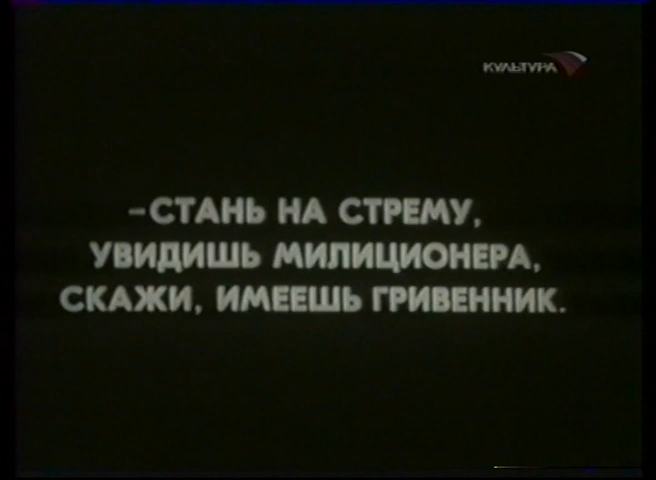 КУЛЬТУРА
–СТАНЬ НА СТРЕМУ,
УВИДИШЬ МИЛИЦИОНЕРА,
СКАЖИ, ИМЕЕШЬ ГРИВЕННИК.